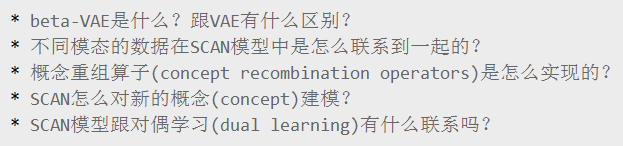 * beta-VAE是什么？跟VAE有什么区别？
* 不同模态的数据在SCAN模型中是怎么联系到一起的？
* 概念重组算子(concept recombination operators)是怎么实现的？
* SCAN怎么对新的概念(concept)建模？
* SCAN模型跟对偶学习(dual learning)有什么联系吗？